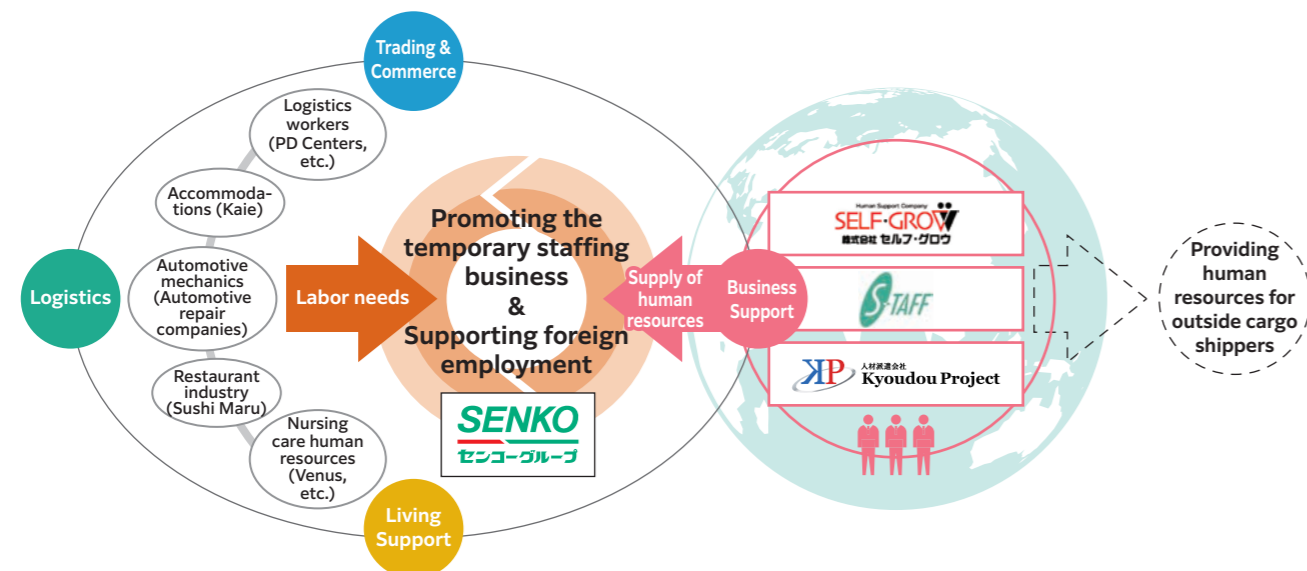 Trading &
Commerce
Logistics
workers
(PD Centers,
etc.)
Accommoda-
tions (Kaie)
Automotive
mechanics
(Automotive
repair
companies)
Restaurant
industry
(Sushi Maru)
Nursing
care human
resources
(Venus,
etc.)
Logistics
Living
Support
Labor needs
Promoting the
temporary staffing
business
&
Supporting foreign
employment
SENKO
センコーグループ
Supply of
human
resources
Business
Support
Human Support Company
SELF・GROW
株式会社 セルフ・グロウ
S-TAFF
KP
人材派遣会社
Kyoudou Project
Providing
human
resources for
outside cargo
shippers